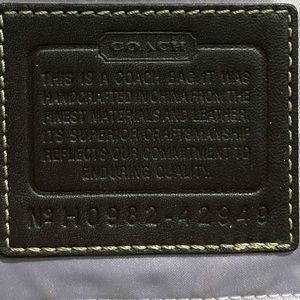 COACH
THIS IS A COACH BAG. IT WAS
HANDCRAFTED IN CHINA FROM THE
FINEST MATERIALS AND LEATHER.
ITS SUPERIOR CRAFTSMANSHIP
REFLECTS OUR COMMITMENT TO
ENDURING QUALITY.
Nº H0982-42949